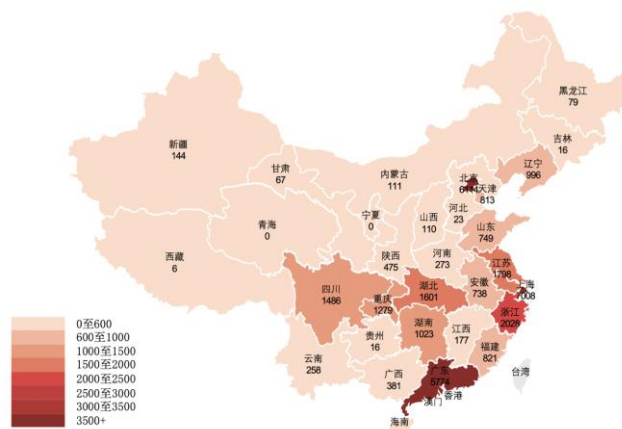 黑龙江
79
吉林
16
新疆
144
辽宁
996
甘肃
67
内蒙古
111
北京
天津
813
河北
23
宁夏
0
山西
110
青海
0
山东
749
西藏
6
陕西
475
河南
273
江苏
1798
上海
7008
四川
1486
重庆
1279
湖北
1601
安徽
738
浙江
2028
湖南
1023
江西
177
贵州
16
福建
821
云南
258
广西
381
广东
5774
台湾
香港
澳门
海南
0至600
600至1000
1000至1500
1500至2000
2000至2500
2500至3000
3000至3500
3500+